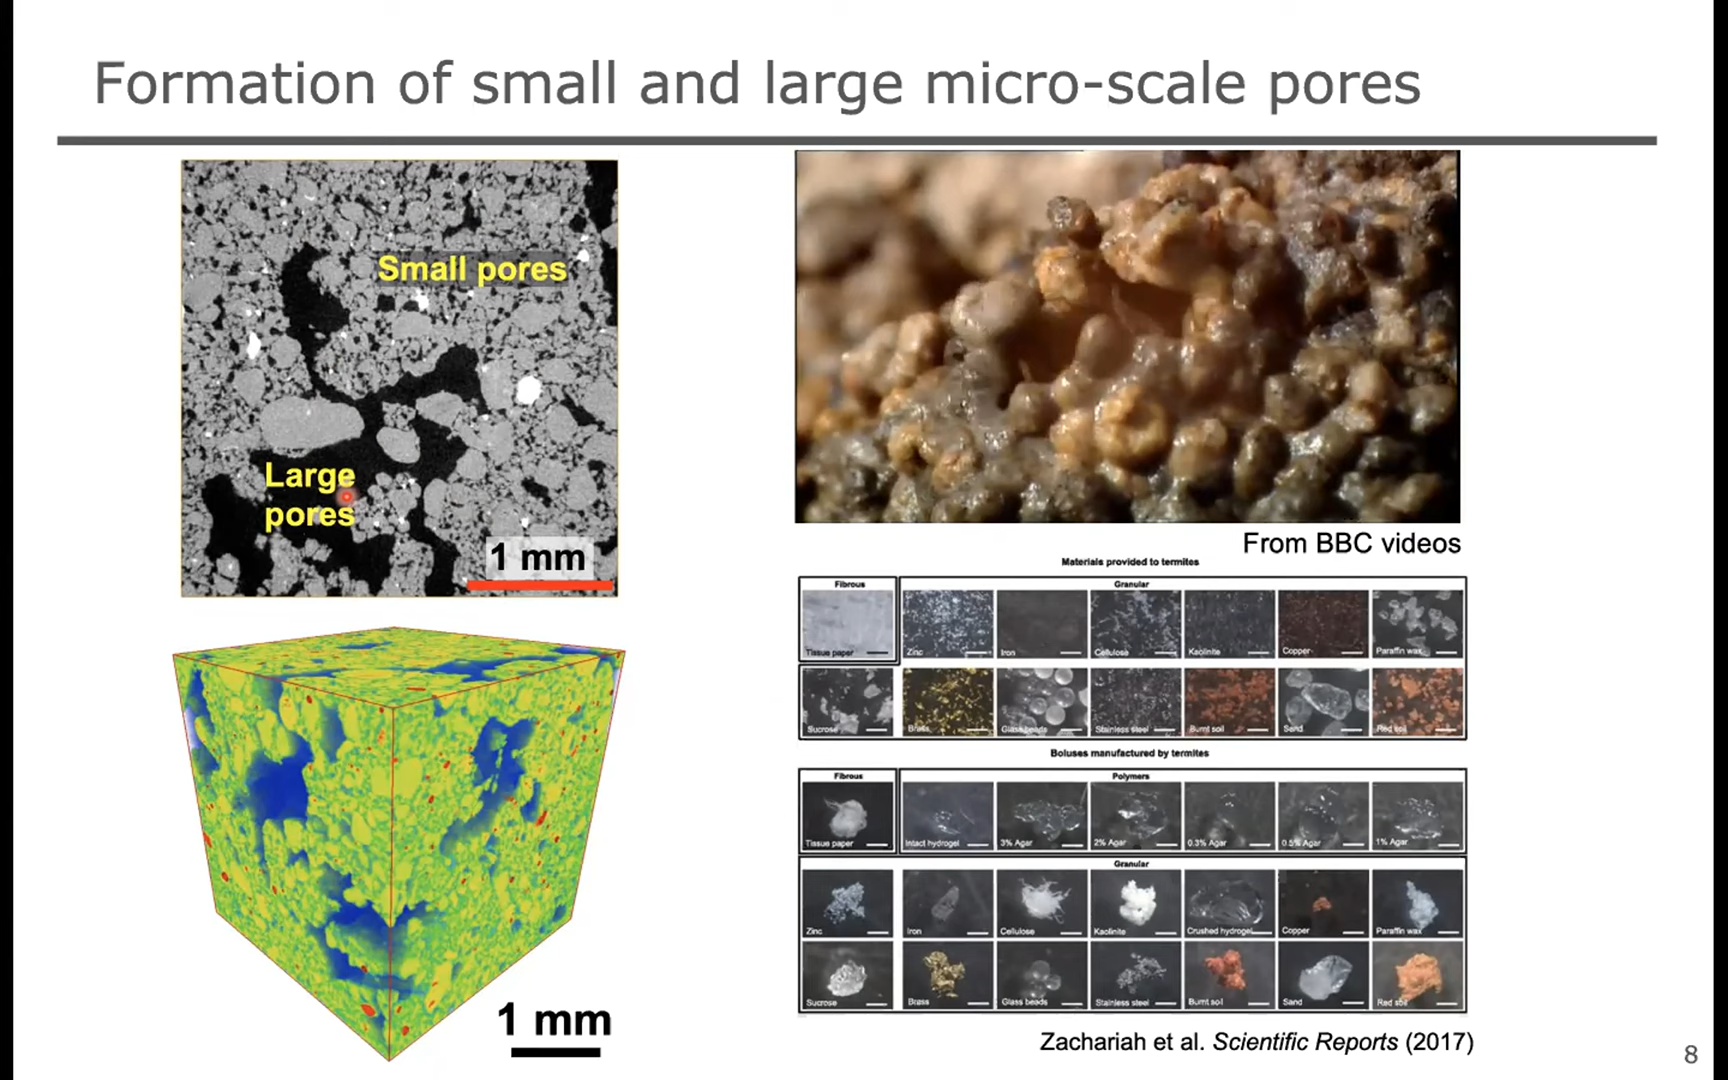 Formation of small and large micro-scale pores
Small pores
Large
pores
1 mm
1 mm
From BBC videos
Materials provided to termites
Fibrous
Granular
Tissue paper
Zinc
Iron
Cellulose
Kaolinite
Copper
Paraffin wax
Sucrose
Brass
Glass beads
Stainless steel
Burnt soil
Sand
Red soil
Boluses manufactured by termites
Fibrous
Polymers
Tissue paper
Intact hydrogel
3% Agar
2% Agar
0.3% Agar
0.5% Agar
1% Agar
Granular
Zinc
Iron
Cellulose
Kaolinite
Crushed hydrogel
Copper
Paraffin wax
Sucrose
Brass
Glass beads
Stainless steel
Burnt soil
Sand
Red soil
Zachariah et al. Scientific Reports (2017)
8